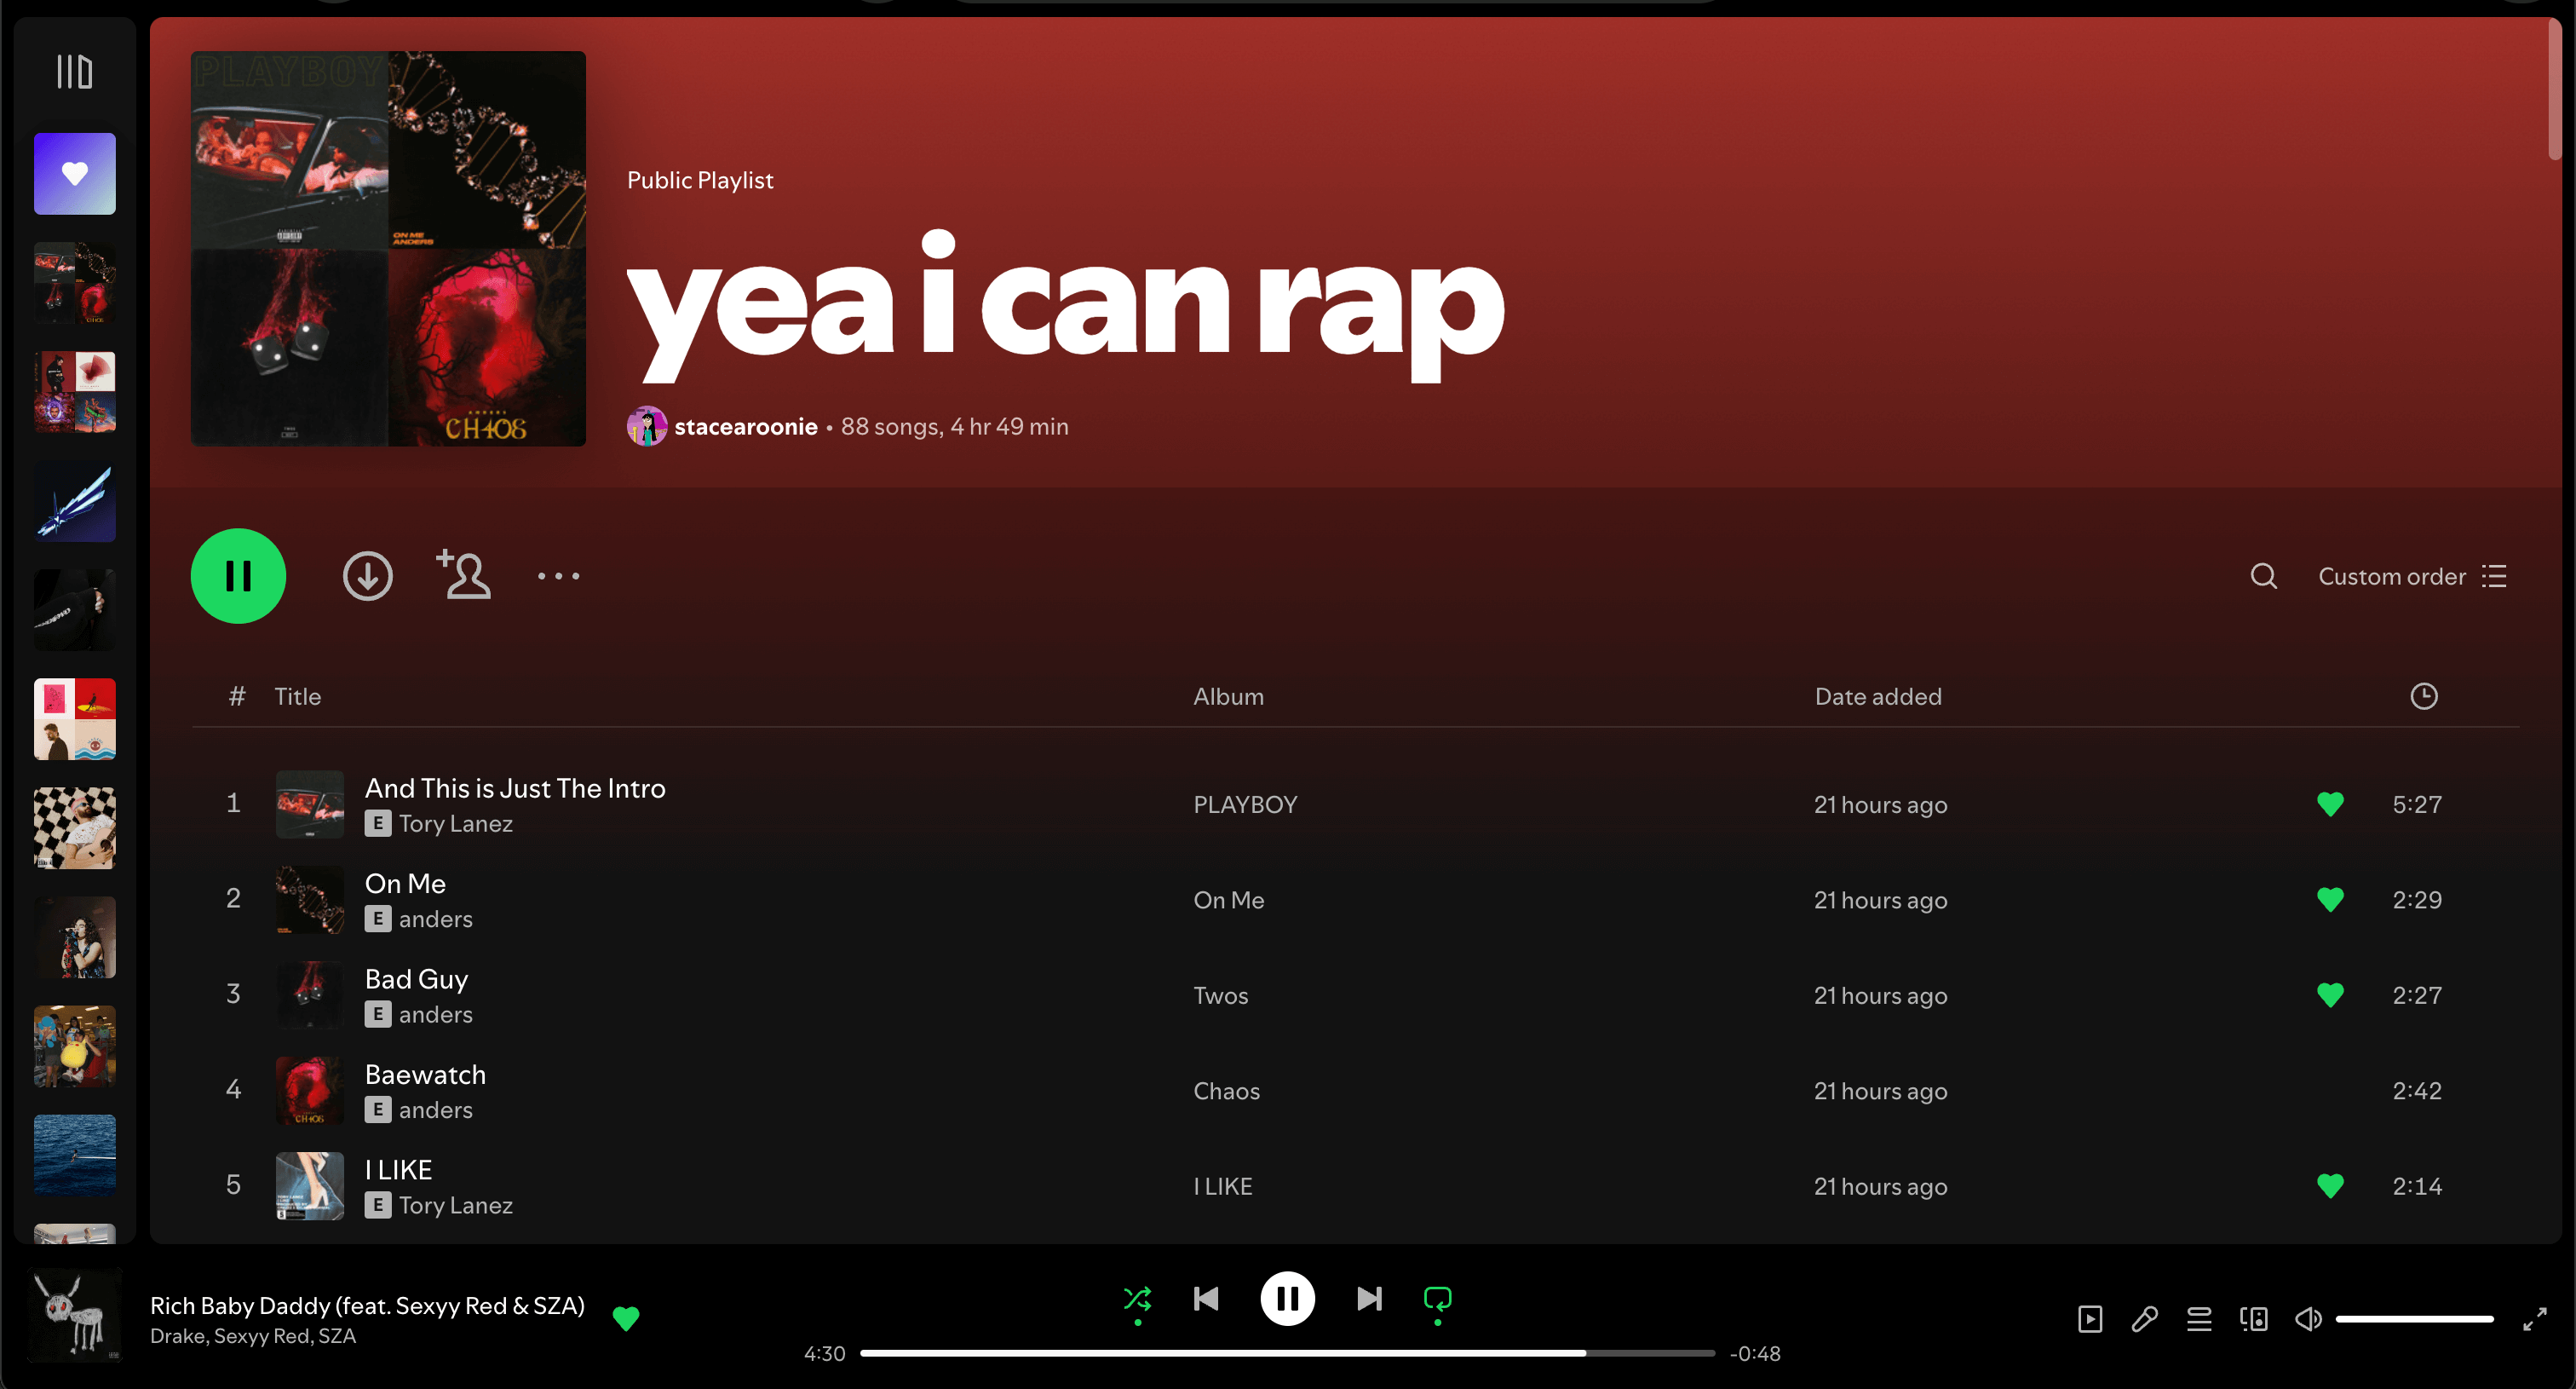 PLAYBOY
ON ME
ANDERS
ANDERS
CH4OS
Public Playlist
yea i can rap
stacearoonie • 88 songs, 4 hr 49 min
Custom order
# Title Album Date added
1 And This is Just The Intro PLAYBOY 21 hours ago 5:27
E Tory Lanez
2 On Me On Me 21 hours ago 2:29
E anders
3 Bad Guy Twos 21 hours ago 2:27
E anders
4 Baewatch Chaos 21 hours ago 2:42
E anders
5 I LIKE I LIKE 21 hours ago 2:14
E Tory Lanez
Rich Baby Daddy (feat. Sexyy Red & SZA)
Drake, Sexyy Red, SZA
4:30 -0:48